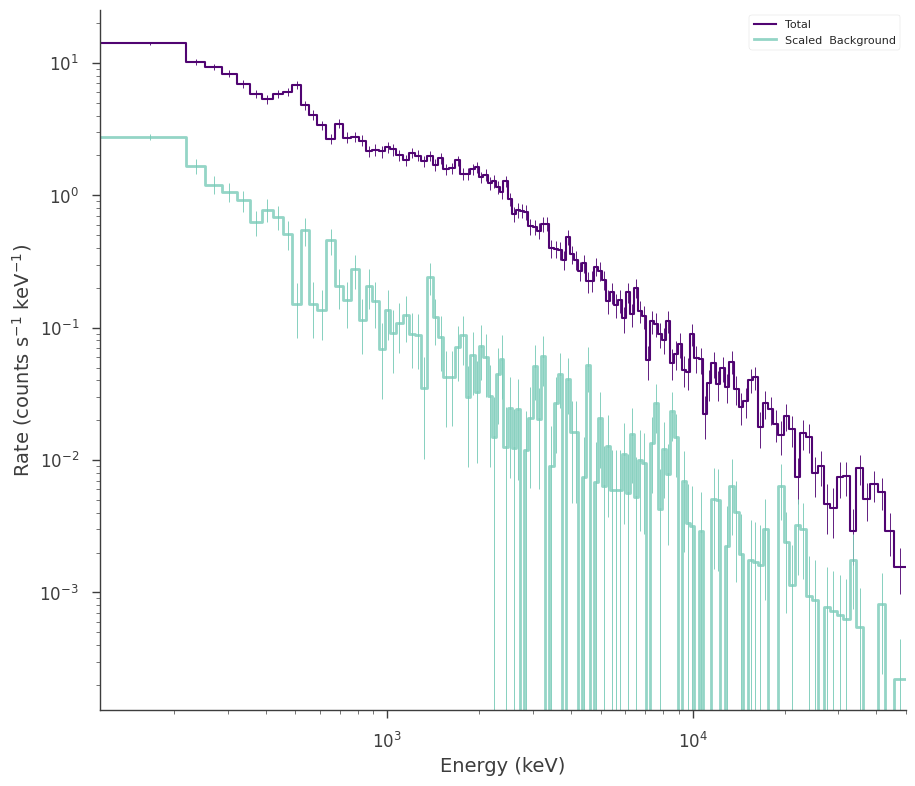 Total
Scaled  Background
10¹
10⁰
10⁻¹
10⁻²
10⁻³
Rate (counts s⁻¹ keV⁻¹)
10³
10⁴
Energy (keV)